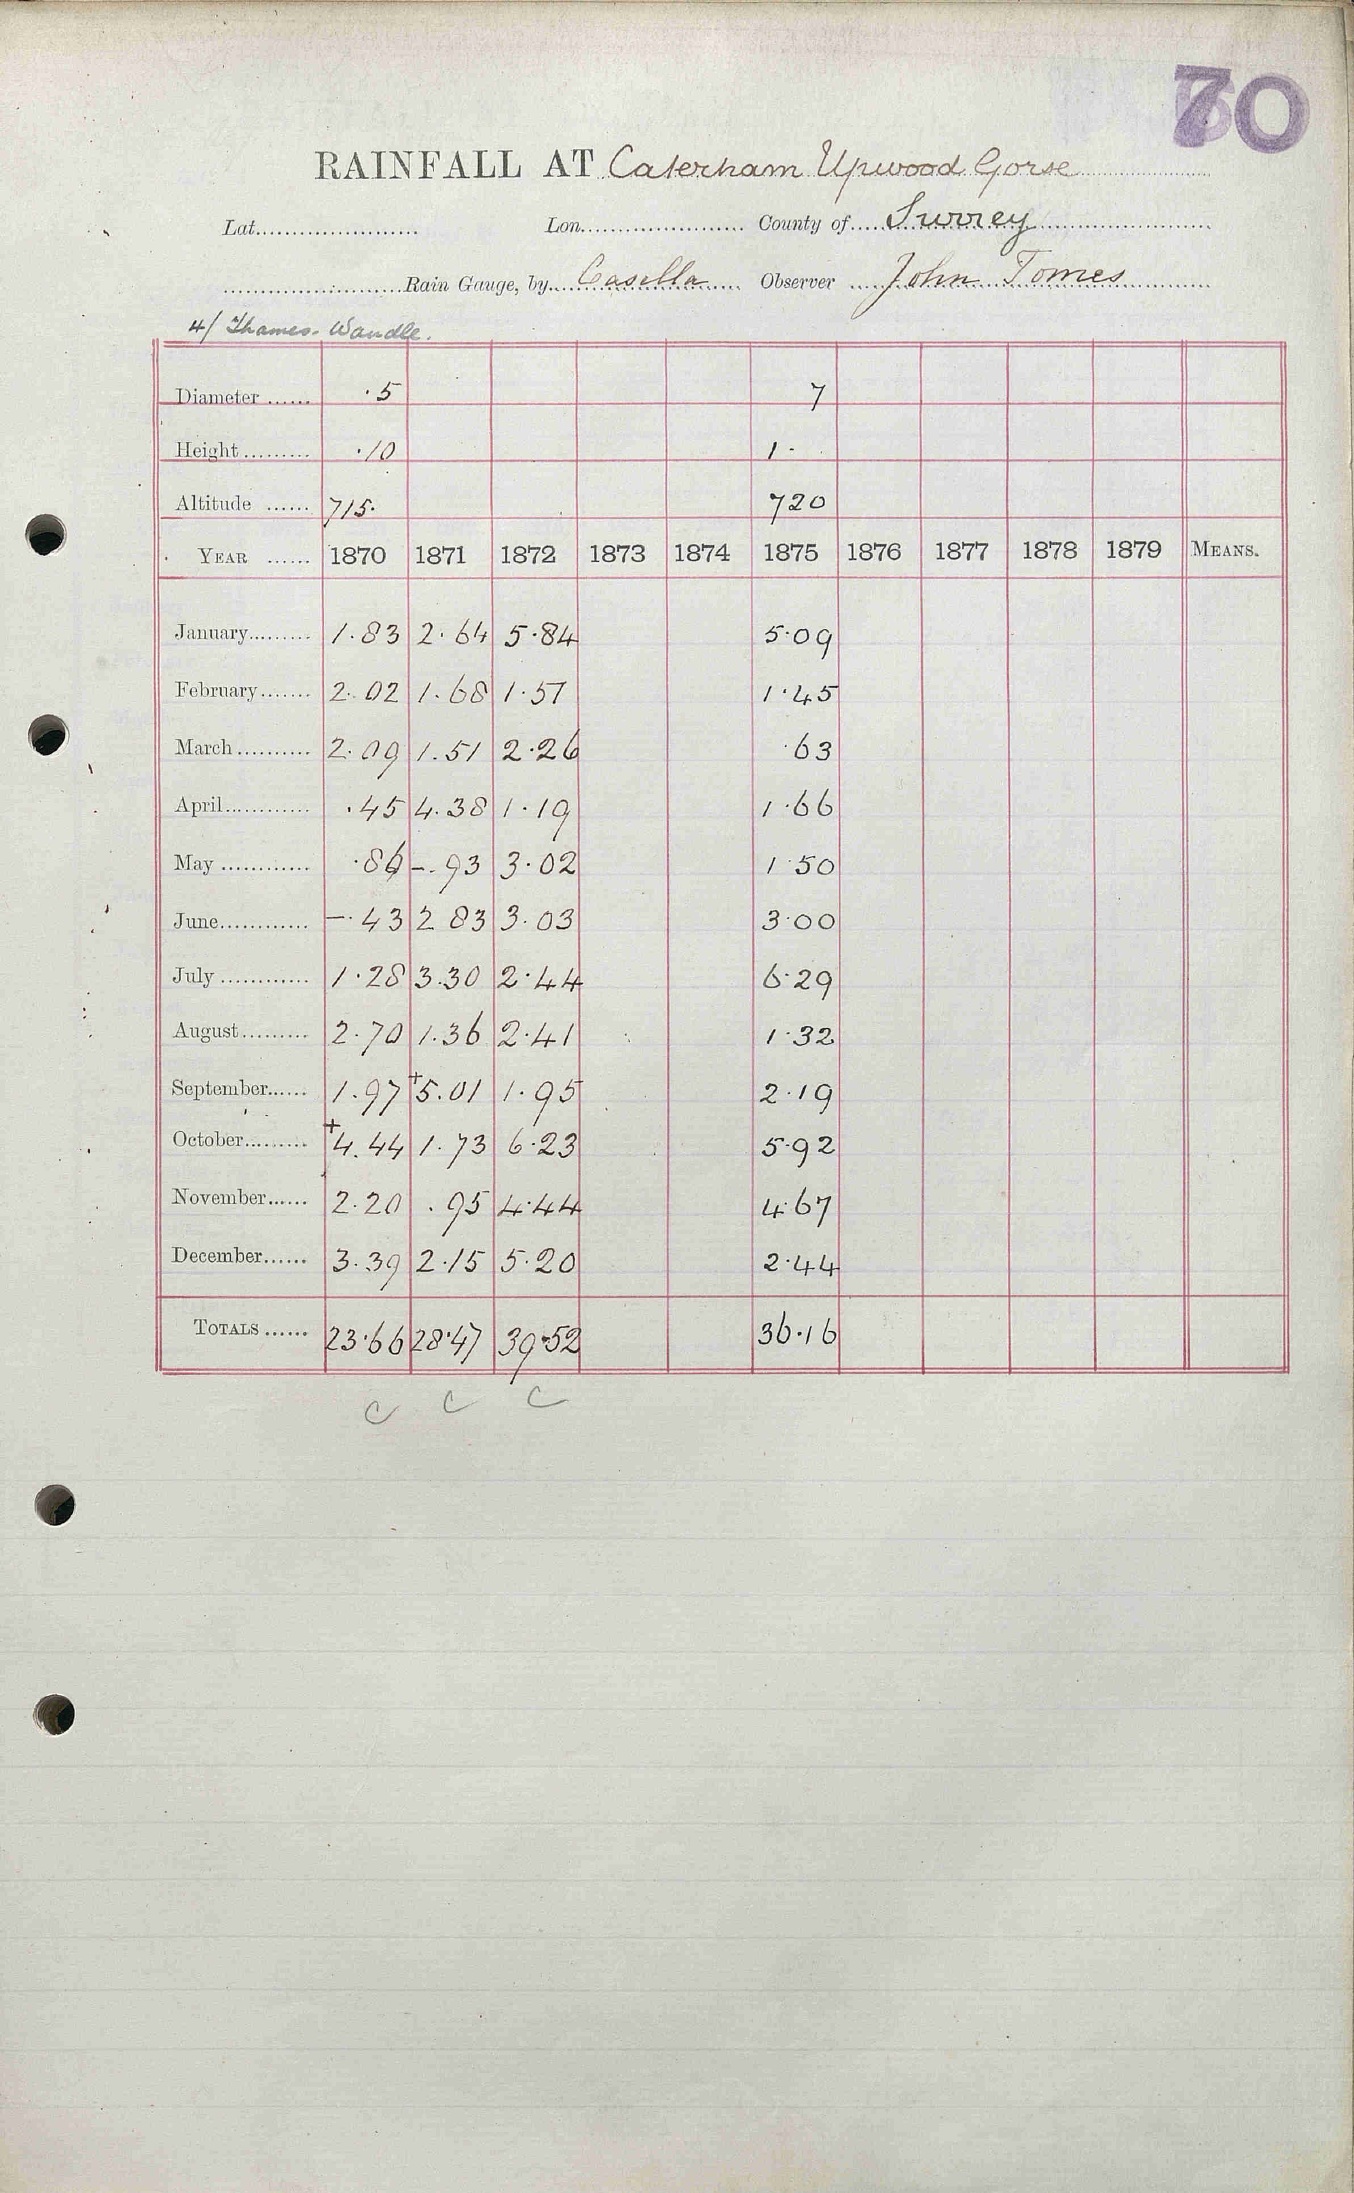 70
RAINFALL AT Caterham Upwood Gorse
Lat. Lon. County of Surrey
Rain Gauge, by Casella Observer John Tomes
4/ Thames. Wandle.
Diameter ...... ·5 7
Height ......... ·10 1·
Altitude ...... 715· 720
YEAR ...... 1870 1871 1872 1873 1874 1875 1876 1877 1878 1879 MEANS.
January......... 1·83 2·64 5·84 5·09
February....... 2·02 1·68 1·57 1·45
March .......... 2·09 1·51 2·26 ·63
April............ ·45 4·38 1·19 1·66
May ............ ·86 -·93 3·02 1·50
June............ -·43 2 83 3·03 3·00
July ............ 1·28 3·30 2·44 6·29
August......... 2·70 1·36 2·41 1·32
September...... 1·97 +5·01 1·95 2·19
October......... +4·44 1·73 6·23 5·92
November...... 2·20 ·95 4·44 4·67
December...... 3·39 2·15 5·20 2·44
TOTALS ...... 23·66 28·47 39·52 36·16
C C C